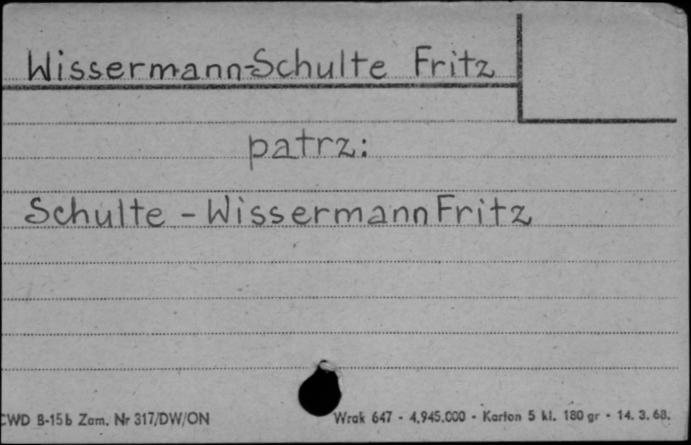 Wissermann-Schulte Fritz
patrz:
Schulte - Wissermann Fritz
CWD B-15b Zam. Nr 317/DW/ON Wrak 647 - 4.945.000 - Karton 5 kl. 180 gr - 14. 3. 68.